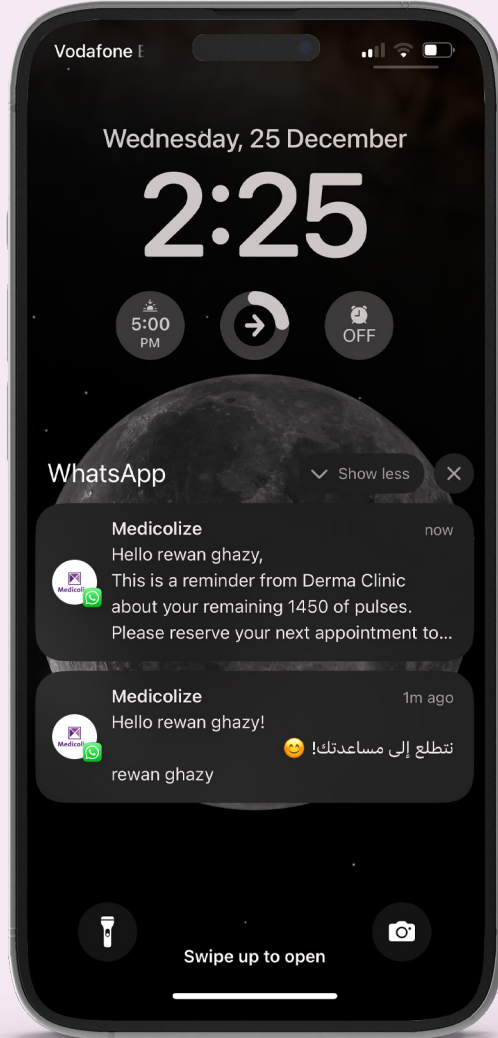 Vodafone
Wednesday, 25 December
2:25
5:00
PM
OFF
WhatsApp
Show less
Medicolize
now
Hello rewan ghazy,
This is a reminder from Derma Clinic
about your remaining 1450 of pulses.
Please reserve your next appointment to...
Medicolize
1m ago
Hello rewan ghazy!
نتطلع إلى مساعدتك! 😊
rewan ghazy
Swipe up to open